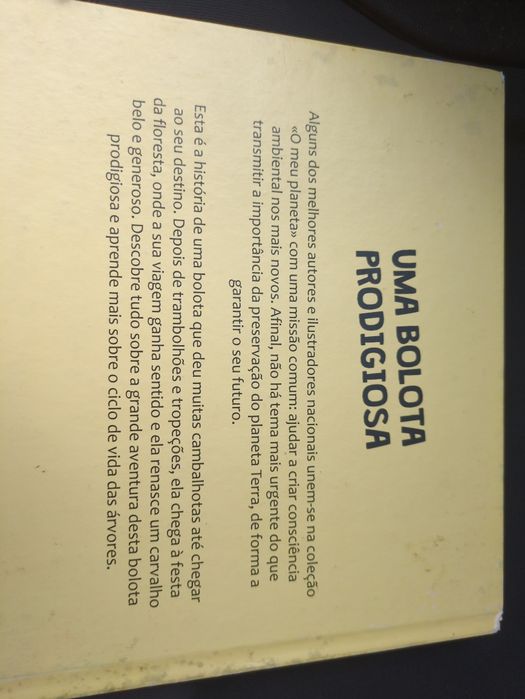 UMA BOLOTA
PRODIGIOSA
Alguns dos melhores autores e ilustradores nacionais unem-se na coleção
«O meu planeta» com uma missão comum: ajudar a criar consciência
ambiental nos mais novos. Afinal, não há tema mais urgente do que
transmitir a importância da preservação do planeta Terra, de forma a
garantir o seu futuro.
Esta é a história de uma bolota que deu muitas cambalhotas até chegar
ao seu destino. Depois de trambolhões e tropeções, ela chega à festa
da floresta, onde a sua viagem ganha sentido e ela renasce um carvalho
belo e generoso. Descobre tudo sobre a grande aventura desta bolota
prodigiosa e aprende mais sobre o ciclo de vida das árvores.